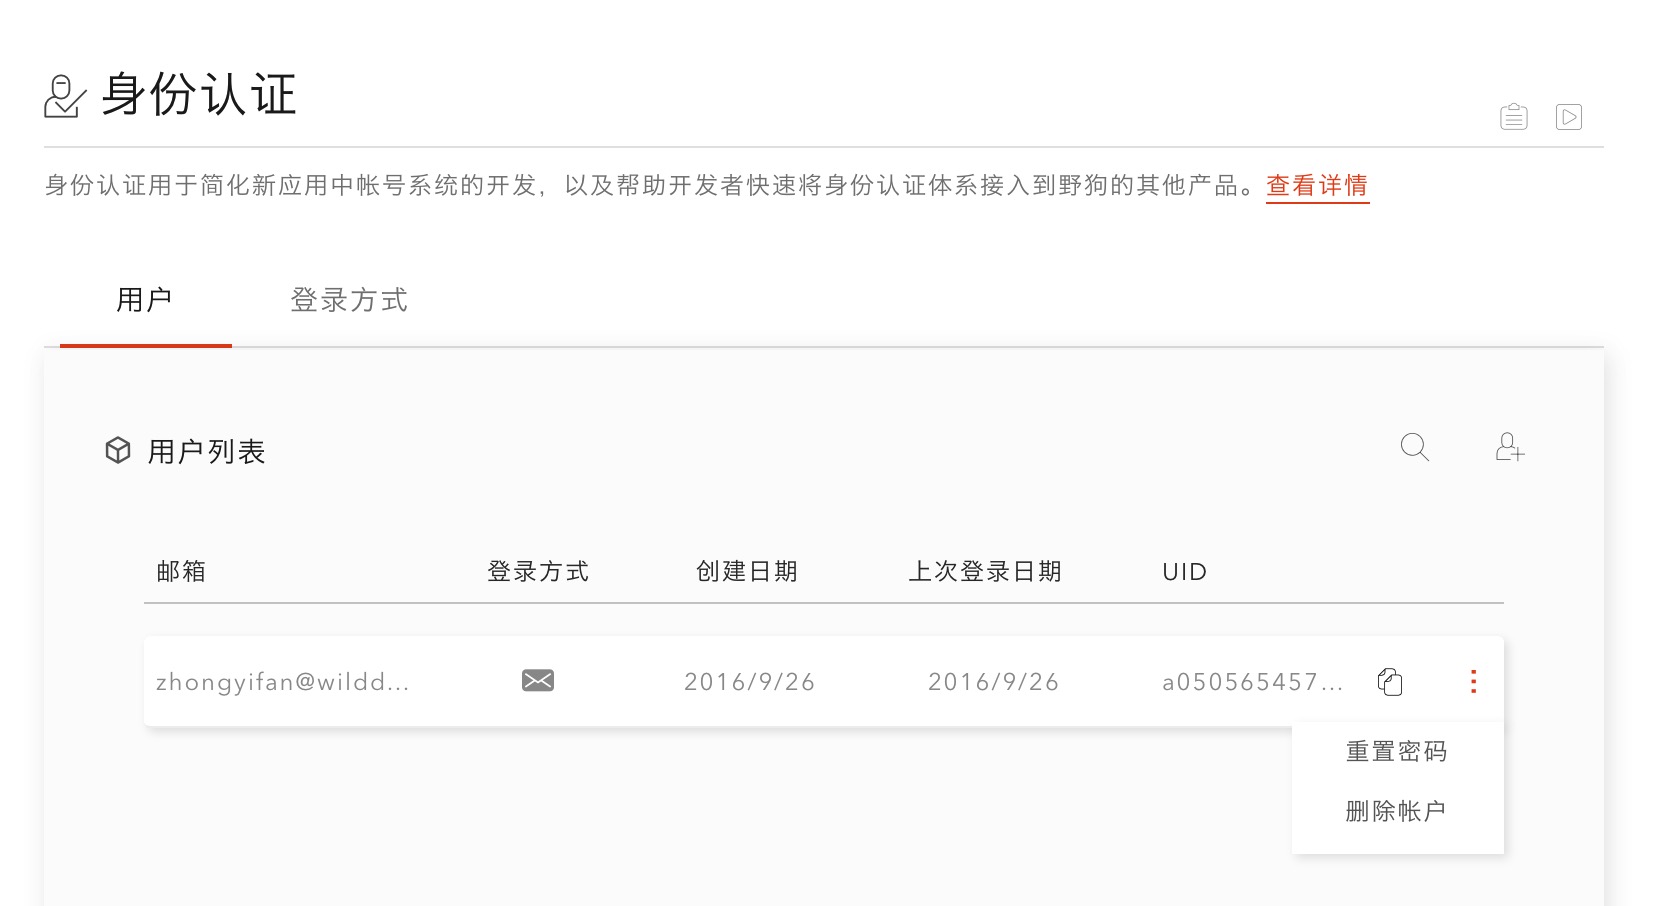 身份认证
身份认证用于简化新应用中帐号系统的开发，以及帮助开发者快速将身份认证体系接入到野狗的其他产品。查看详情
用户 登录方式
用户列表
邮箱 登录方式 创建日期 上次登录日期 UID
zhongyifan@wildd... 2016/9/26 2016/9/26 a050565457...
重置密码
删除帐户